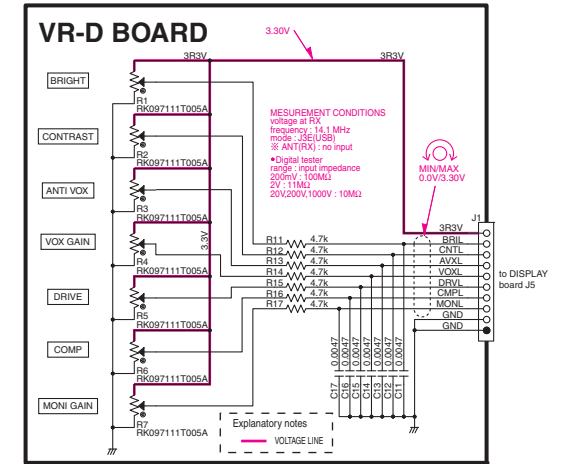 VR-D BOARD
3.30V
3R3V
3R3V
BRIGHT
R1
RK097111T005A
CONTRAST
R2
RK097111T005A
ANTI VOX
R3
RK097111T005A
VOX GAIN
R4
RK097111T005A
DRIVE
R5
RK097111T005A
COMP
R6
RK097111T005A
MONI GAIN
R7
RK097111T005A
3.3V
MESUREMENT CONDITIONS
voltage at RX
frequency : 14.1 MHz
mode : J3E(USB)
※ ANT(RX) : no input
●Digital tester
range : input impedance
200mV : 100MΩ
2V : 11MΩ
20V,200V,1000V : 10MΩ
MIN/MAX
0.0V/3.30V
J1
3R3V
R11 4.7k BRIL
R12 4.7k CNTL
R13 4.7k AVXL
R14 4.7k VOXL
R15 4.7k DRVL
R16 4.7k CMPL
R17 4.7k MONL
GND
GND
to DISPLAY
board J5
C17 0.0047
C16 0.0047
C15 0.0047
C14 0.0047
C13 0.0047
C12 0.0047
C11 0.0047
Explanatory notes
VOLTAGE LINE